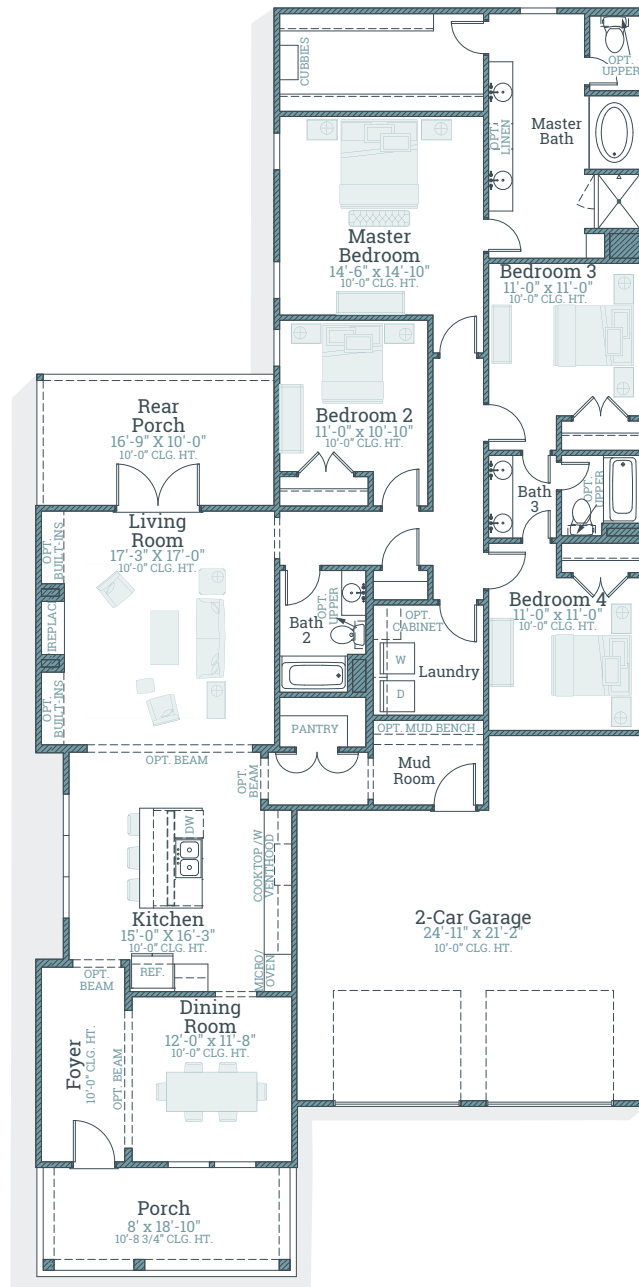 CUBBIES
OPT.
UPPER
OPT.
LINEN
Master
Bath
Master
Bedroom
14'-6" x 14'-10"
10'-0" CLG. HT.
Bedroom 3
11'-0" x 11'-0"
10'-0" CLG. HT.
Bedroom 2
11'-0" x 10'-10"
10'-0" CLG. HT.
Rear
Porch
16'-9" X 10'-0"
10'-0" CLG. HT.
Bath
3
OPT.
UPPER
Living
Room
17'-3" x 17'-0"
10'-0" CLG. HT.
OPT.
BUILT-INS
IREPLAC
OPT.
BUILT-INS
Bath
2
OPT.
UPPER
OPT.
CABINET
W
D
Laundry
Bedroom 4
11'-0" x 11'-0"
10'-0" CLG. HT.
PANTRY
OPT. MUD BENCH
Mud
Room
OPT. BEAM
OPT.
BEAM
DW
COOKTOP /W
VENTHOOD
Kitchen
15'-0" X 16'-3"
10'-0" CLG. HT.
REF.
MICRO/
OVEN
OPT.
BEAM
2-Car Garage
24'-11" x 21'-2"
10'-0" CLG. HT.
Dining
Room
12'-0" x 11'-8"
10'-0" CLG. HT.
Foyer
10'-0" CLG. HT.
OPT. BEAM
Porch
8' x 18'-10"
10'-8 3/4" CLG. HT.